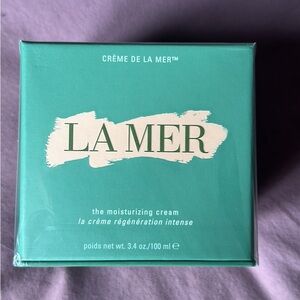 CRÈME DE LA MER™
LA MER
the moisturizing cream
la crème régénération intense
poids net wt. 3.4 oz./100 ml ℮